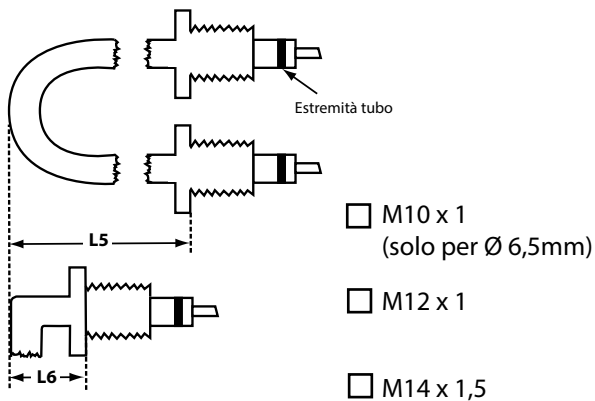 Estremità tubo
L5
M10 x 1
(solo per Ø 6,5mm)
M12 x 1
L6
M14 x 1,5